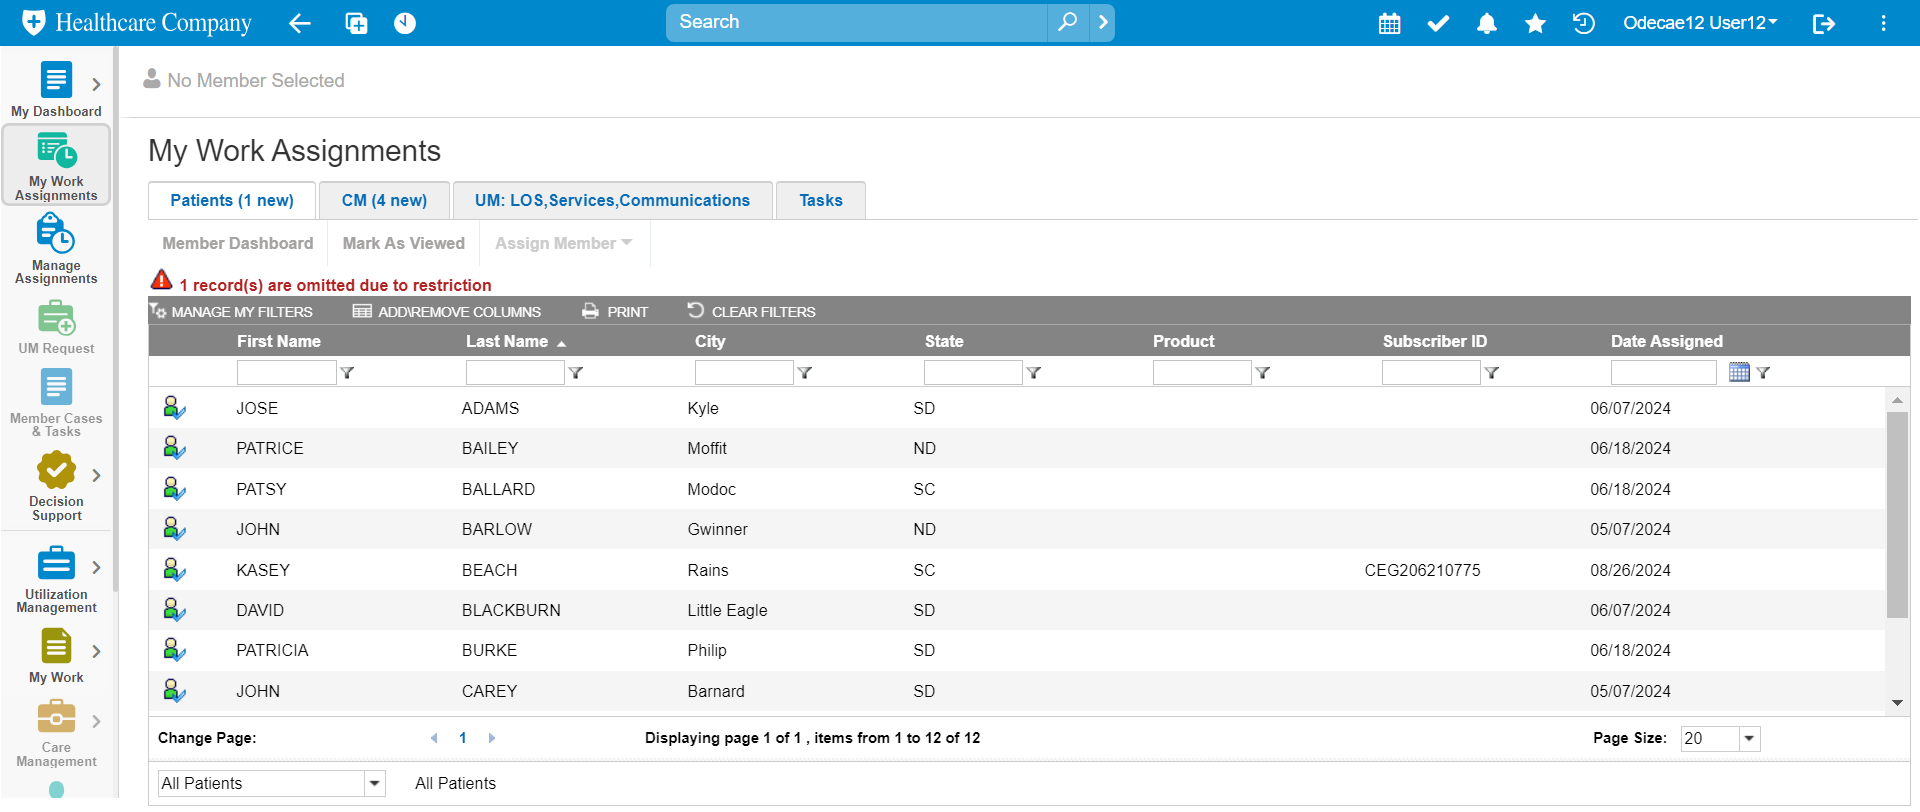 Healthcare Company
Search
Odecae12 User12
My Dashboard
My Work
Assignments
Manage
Assignments
UM Request
Member Cases
& Tasks
Decision
Support
Utilization
Management
My Work
Care
Management
No Member Selected
My Work Assignments
Patients (1 new) CM (4 new) UM: LOS,Services,Communications Tasks
Member Dashboard Mark As Viewed Assign Member
1 record(s) are omitted due to restriction
MANAGE MY FILTERS ADD\REMOVE COLUMNS PRINT CLEAR FILTERS
First Name Last Name City State Product Subscriber ID Date Assigned
JOSE ADAMS Kyle SD 06/07/2024
PATRICE BAILEY Moffit ND 06/18/2024
PATSY BALLARD Modoc SC 06/18/2024
JOHN BARLOW Gwinner ND 05/07/2024
KASEY BEACH Rains SC CEG206210775 08/26/2024
DAVID BLACKBURN Little Eagle SD 06/07/2024
PATRICIA BURKE Philip SD 06/18/2024
JOHN CAREY Barnard SD 05/07/2024
Change Page: 1 Displaying page 1 of 1 , items from 1 to 12 of 12 Page Size: 20
All Patients All Patients